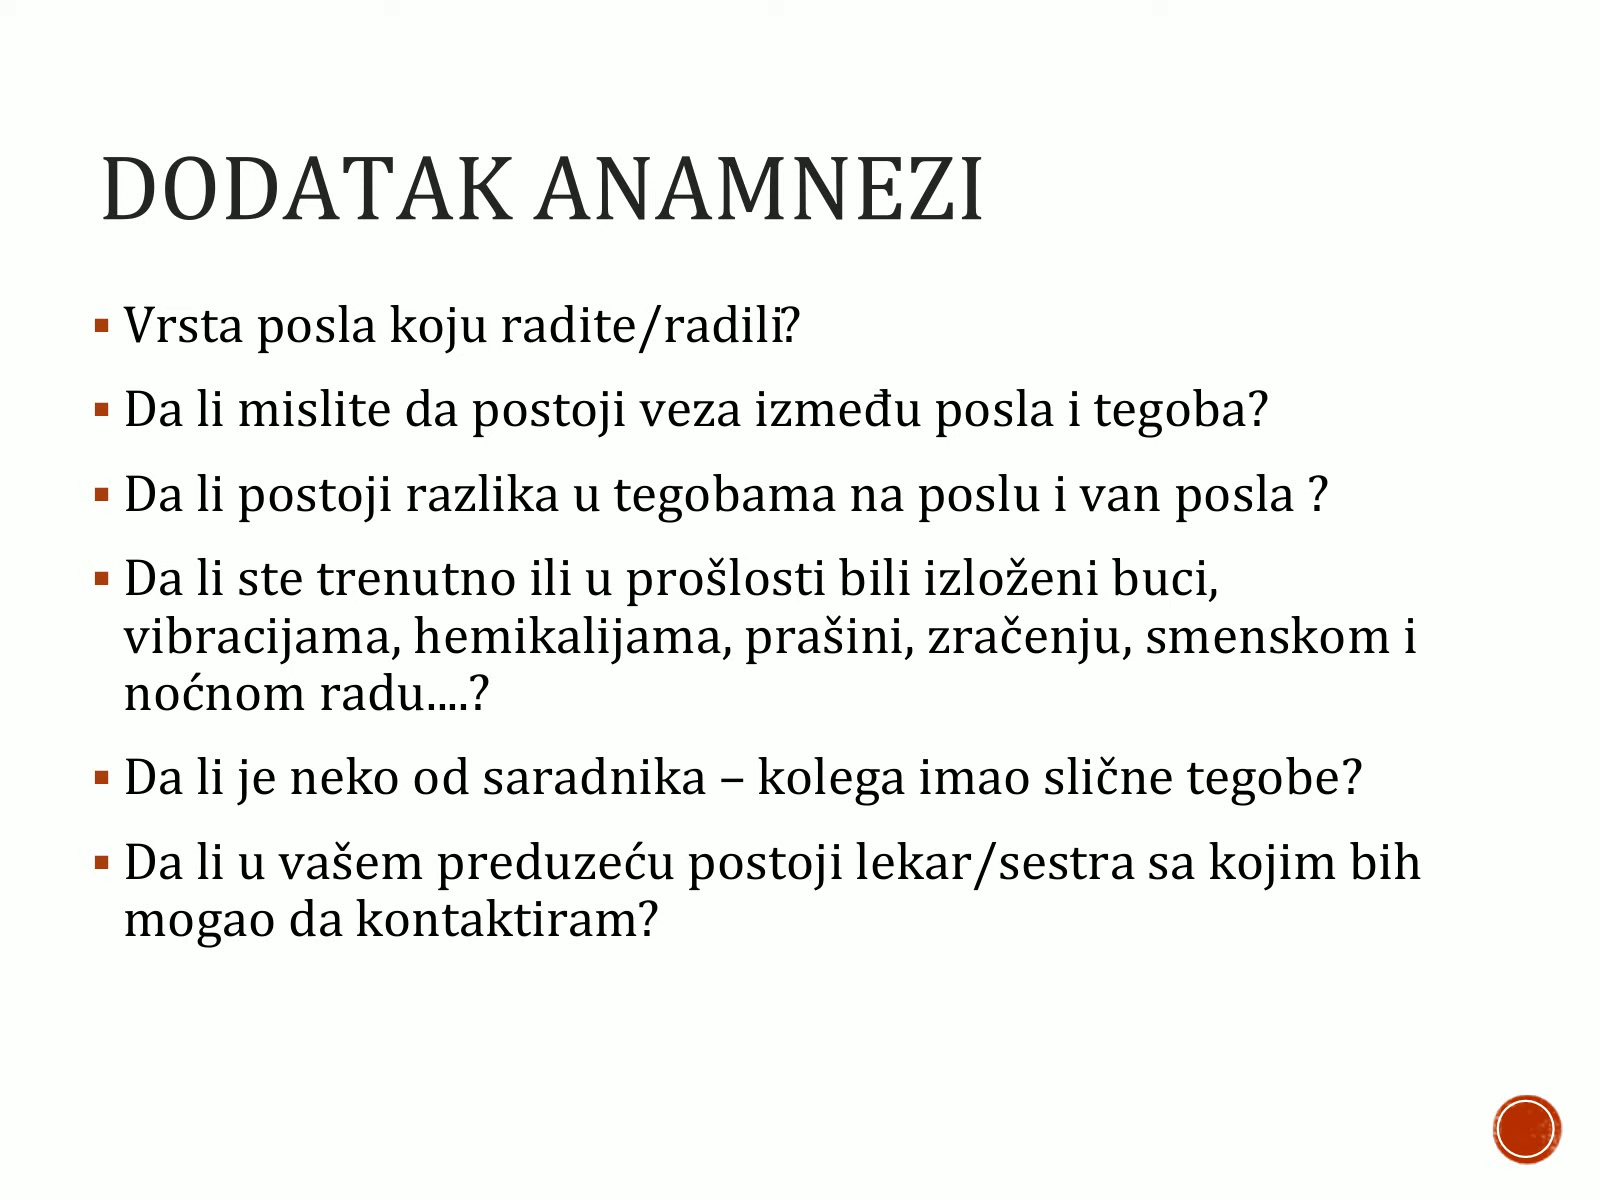 DODATAK ANAMNEZI
▪ Vrsta posla koju radite/radili?
▪ Da li mislite da postoji veza između posla i tegoba?
▪ Da li postoji razlika u tegobama na poslu i van posla ?
▪ Da li ste trenutno ili u prošlosti bili izloženi buci,
vibracijama, hemikalijama, prašini, zračenju, smenskom i
noćnom radu....?
▪ Da li je neko od saradnika – kolega imao slične tegobe?
▪ Da li u vašem preduzeću postoji lekar/sestra sa kojim bih
mogao da kontaktiram?